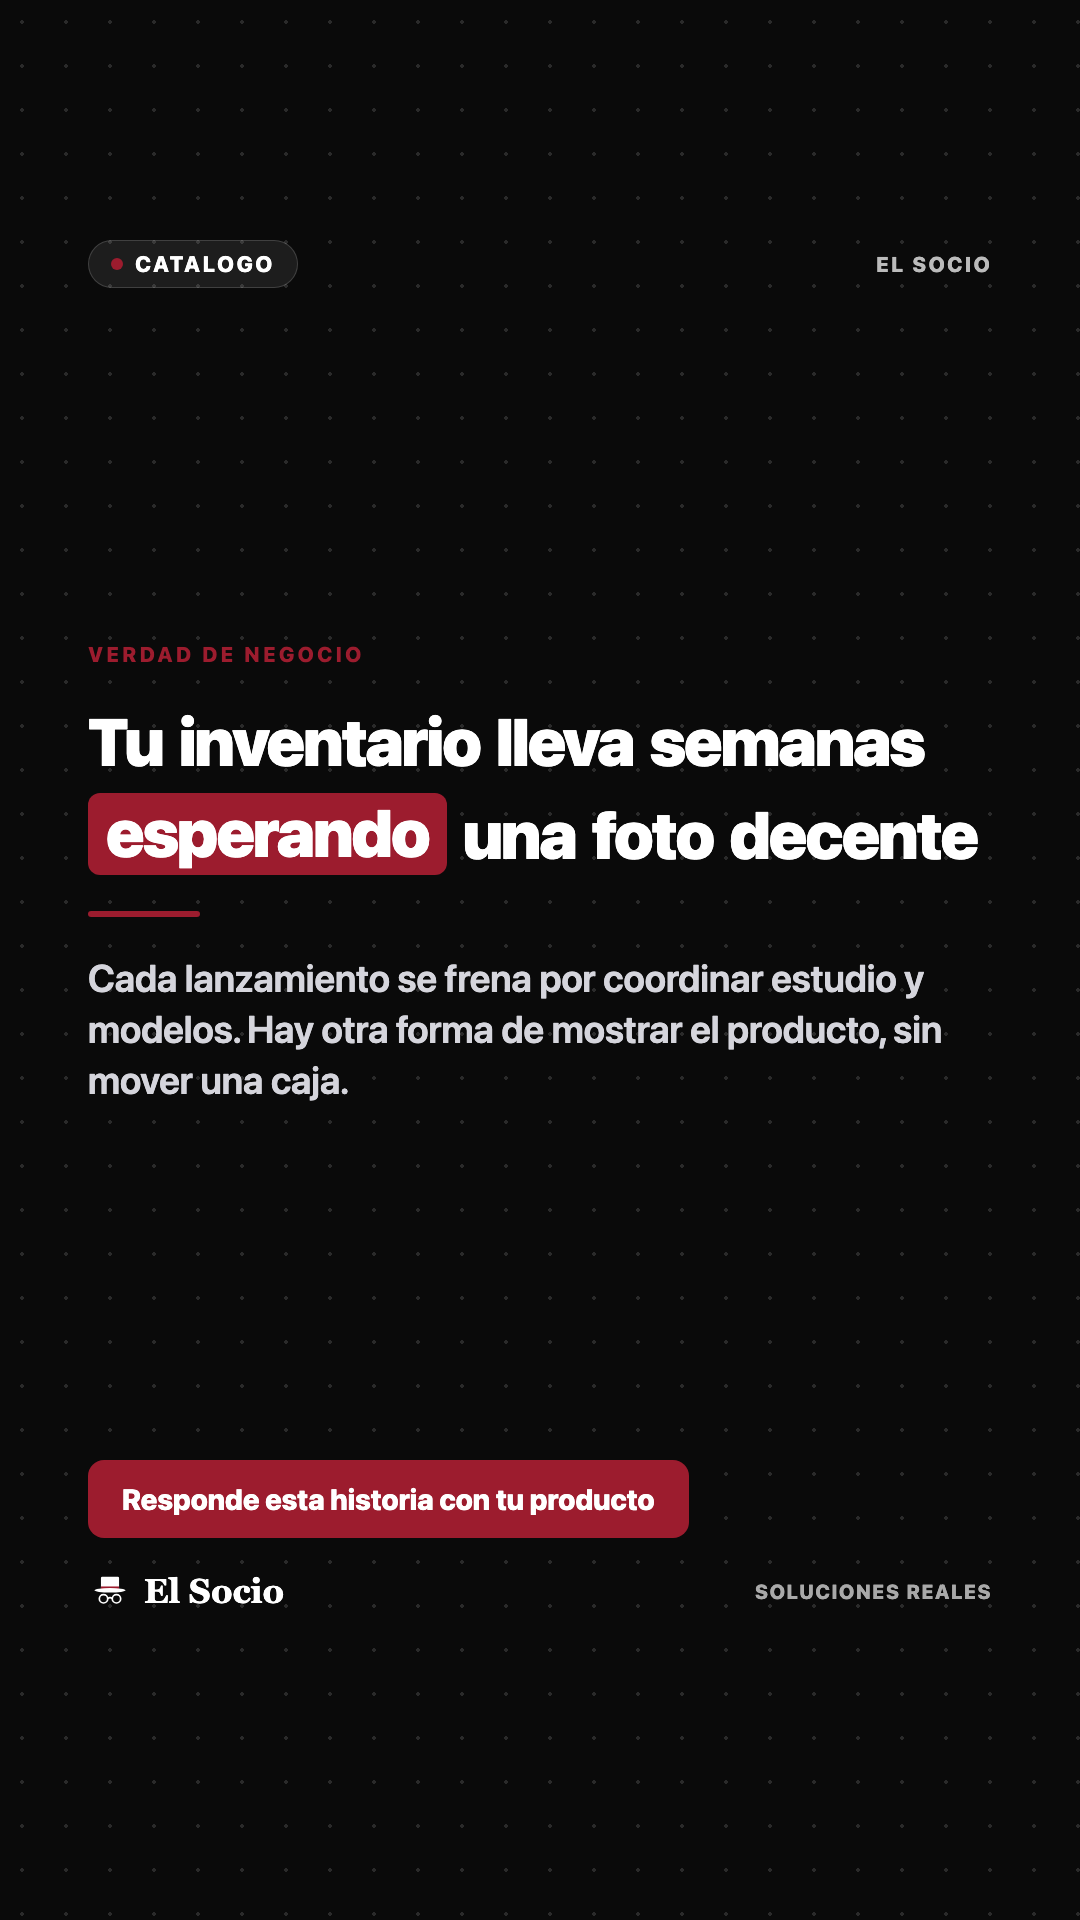 CATALOGO
EL SOCIO
VERDAD DE NEGOCIO
Tu inventario lleva semanas
esperando una foto decente
Cada lanzamiento se frena por coordinar estudio y
modelos. Hay otra forma de mostrar el producto, sin
mover una caja.
Responde esta historia con tu producto
El Socio
SOLUCIONES REALES